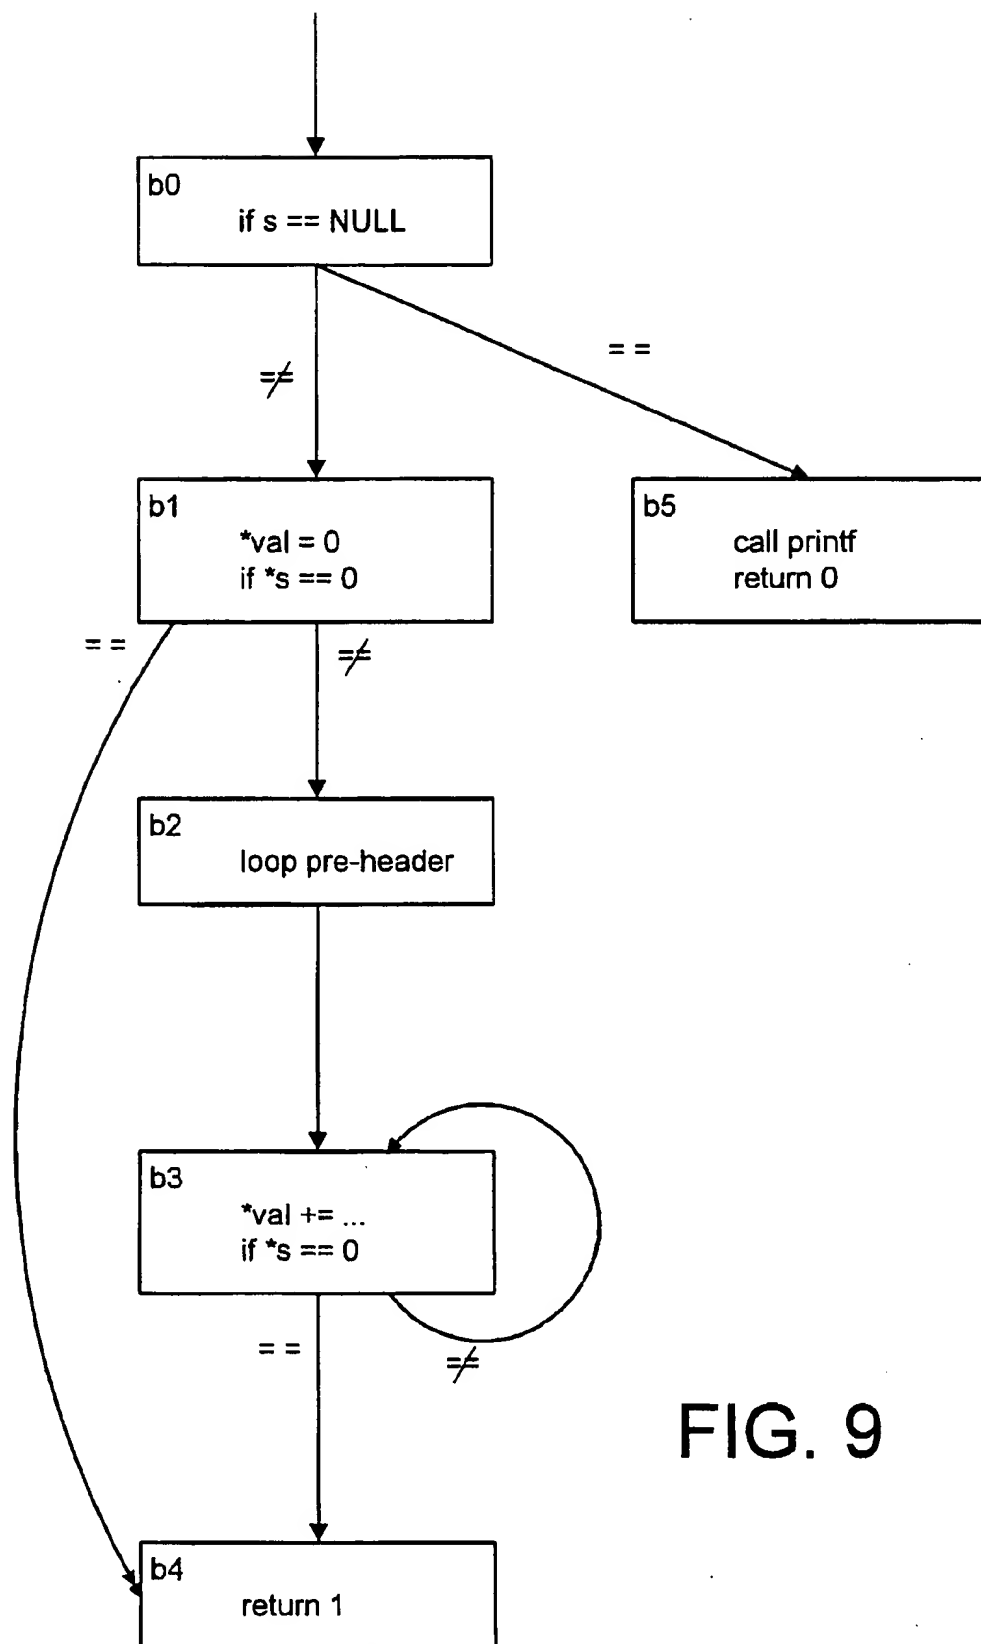 b0
if s == NULL
==
≠≠
b1
*val = 0
if *s == 0
b5
call printf
return 0
==
≠≠
b2
loop pre-header
b3
*val += ...
if *s == 0
==
≠≠
FIG. 9
b4
return 1